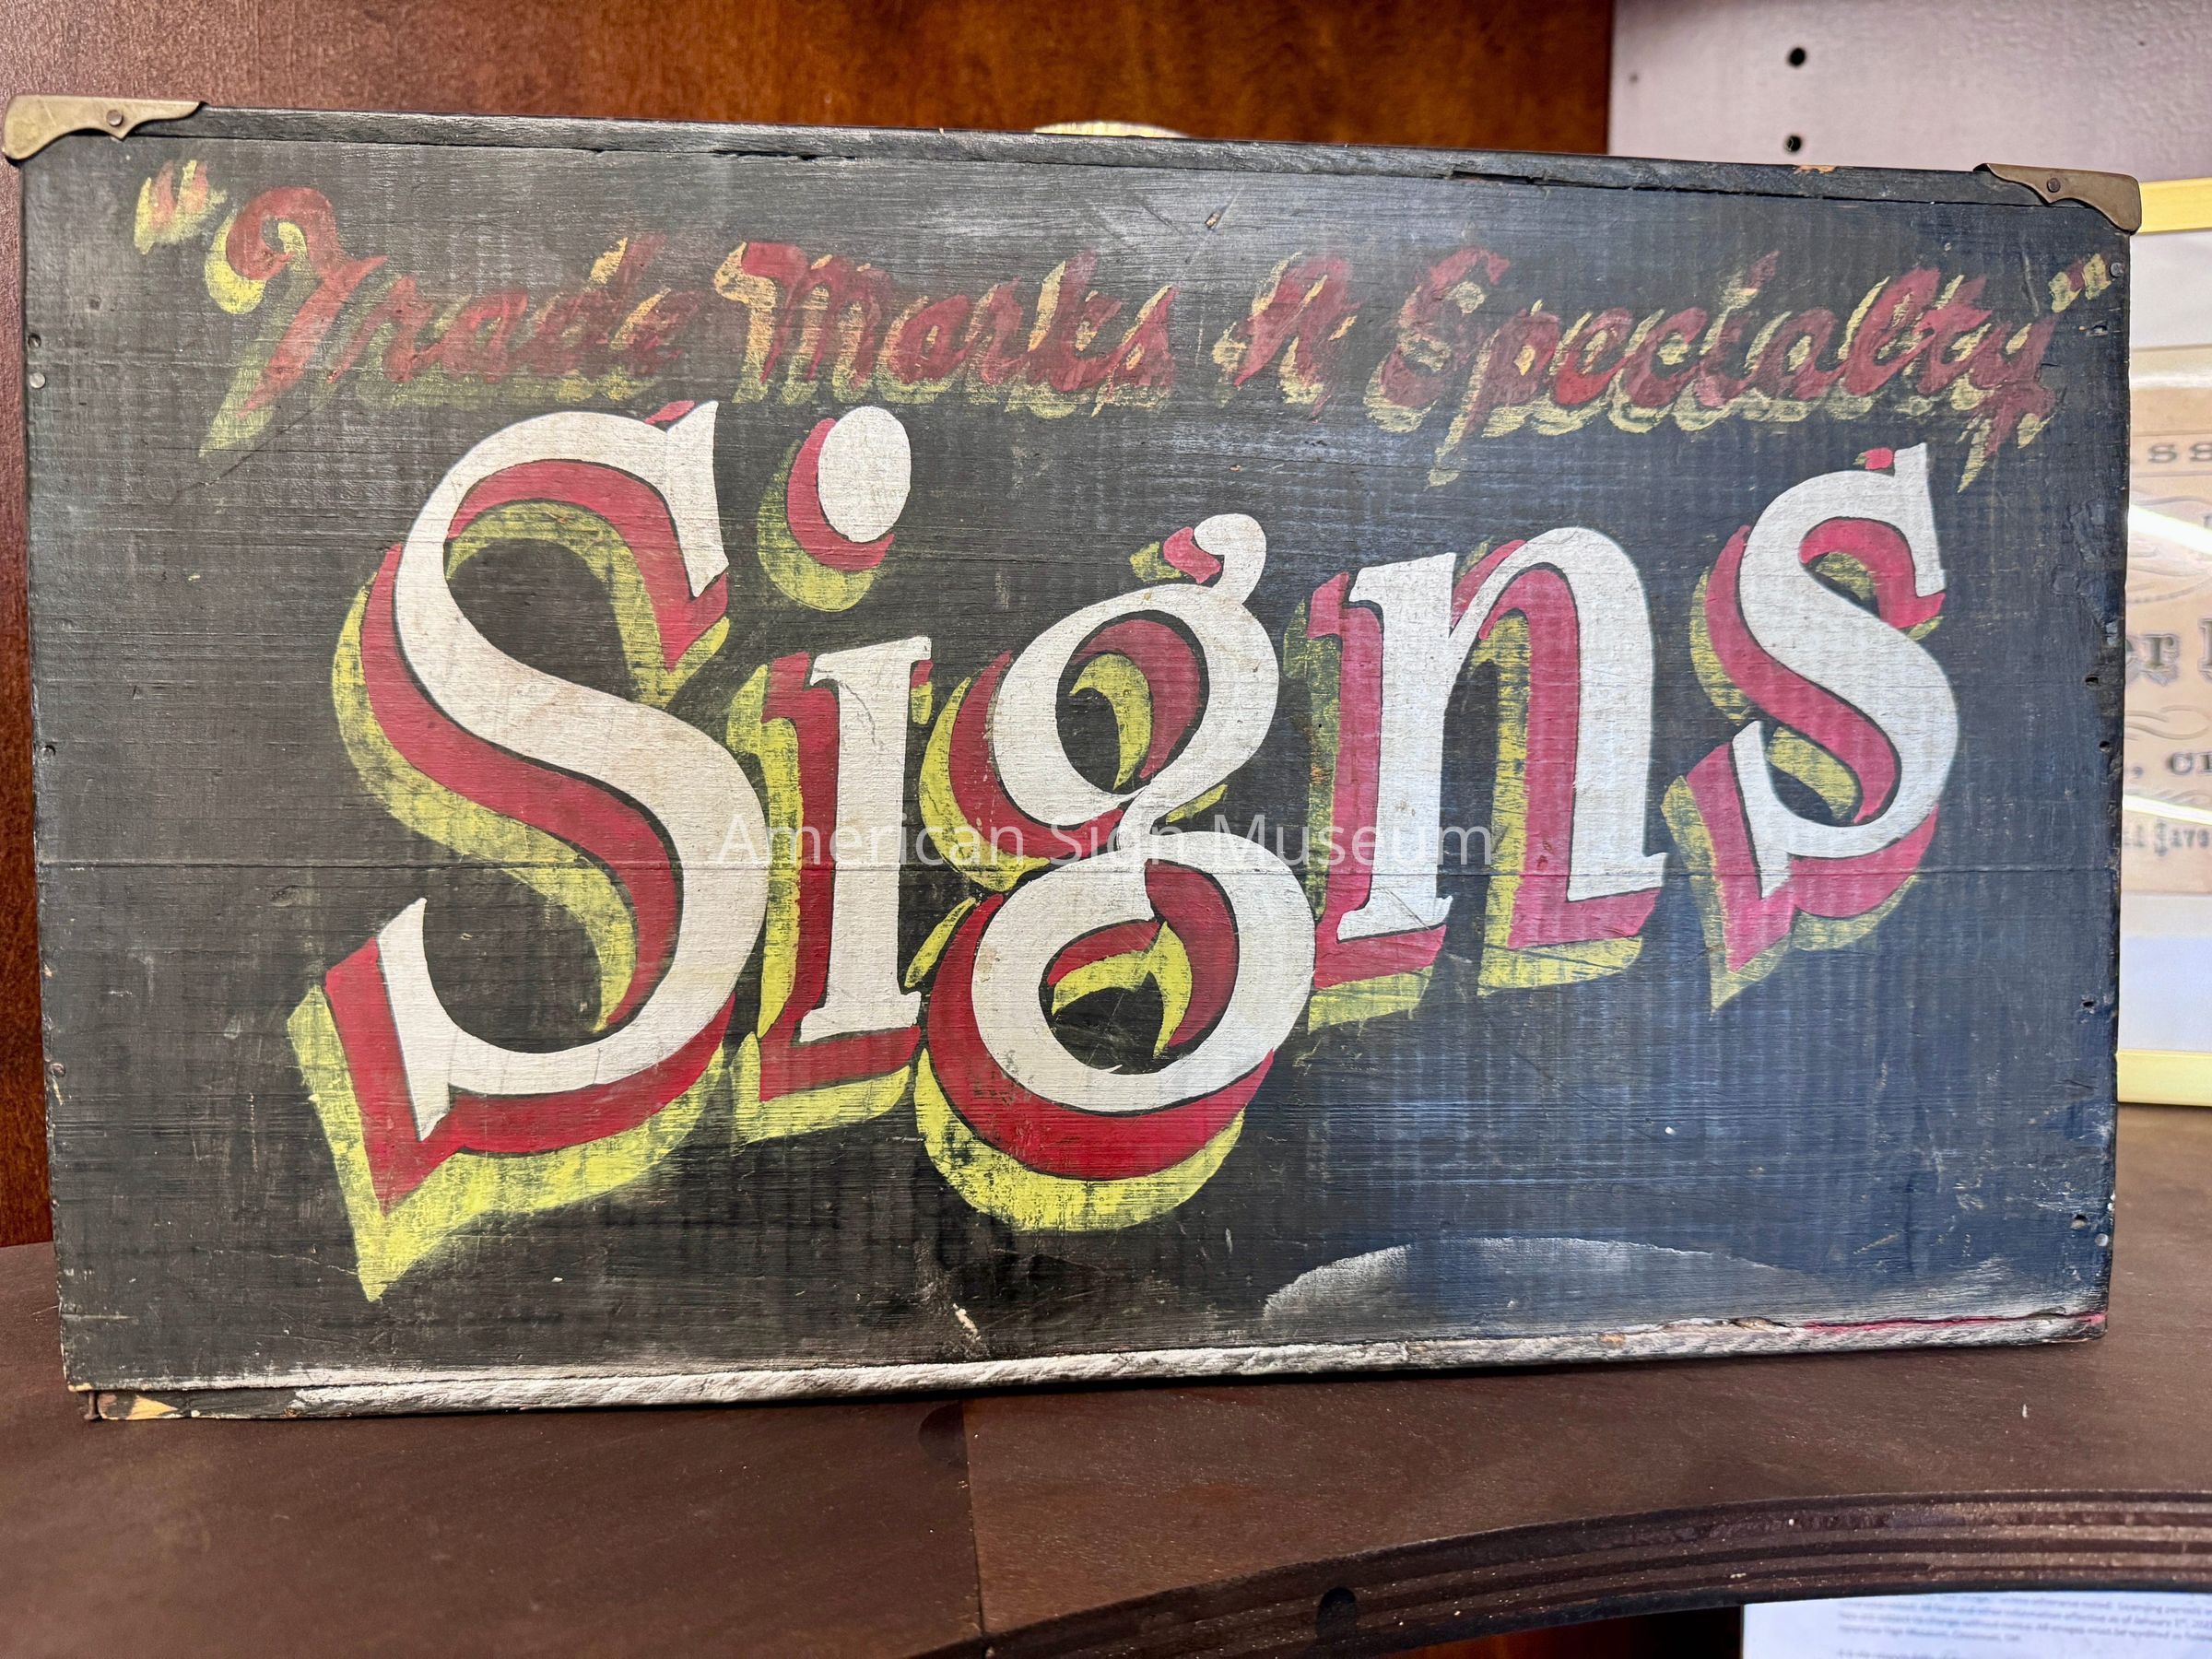 "Trade Marks A Specialty"
Signs
American Sign Museum